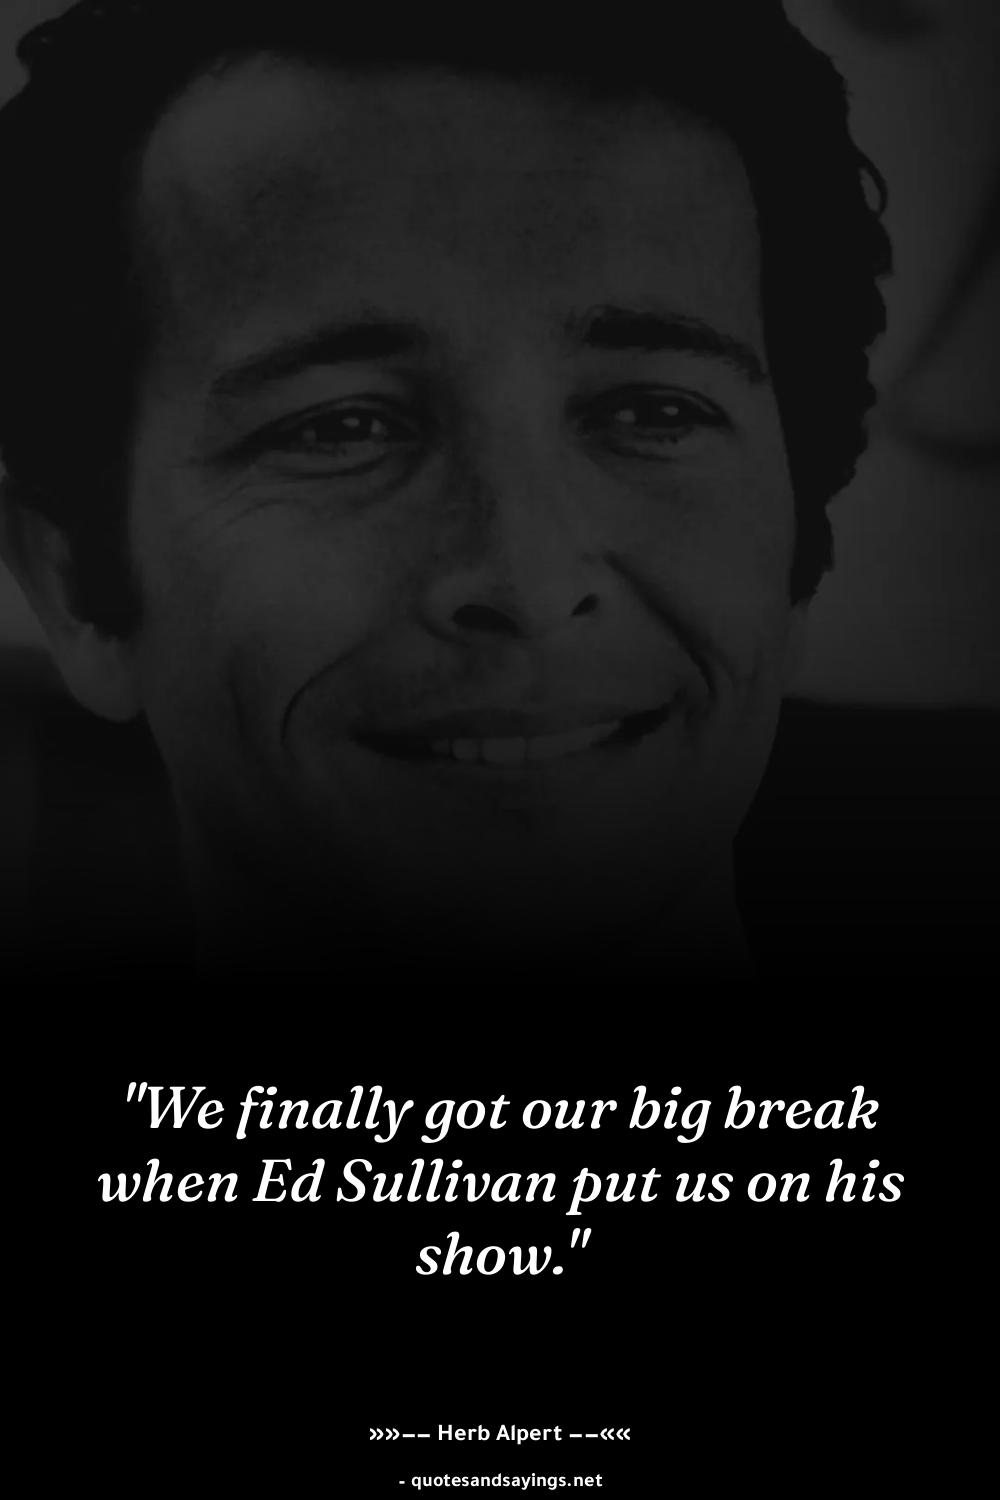 "We finally got our big break
when Ed Sullivan put us on his
show."
»»–– Herb Alpert ––««
- quotesandsayings.net